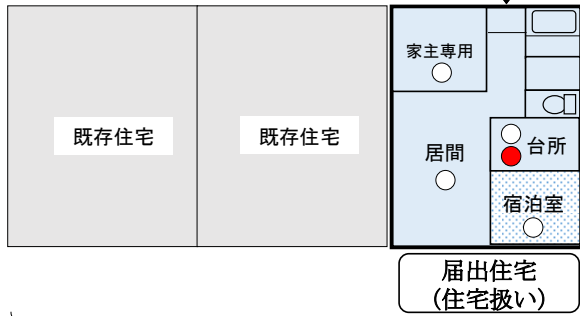 家主専用
既存住宅
既存住宅
居間
台所
宿泊室
届出住宅
(住宅扱い)